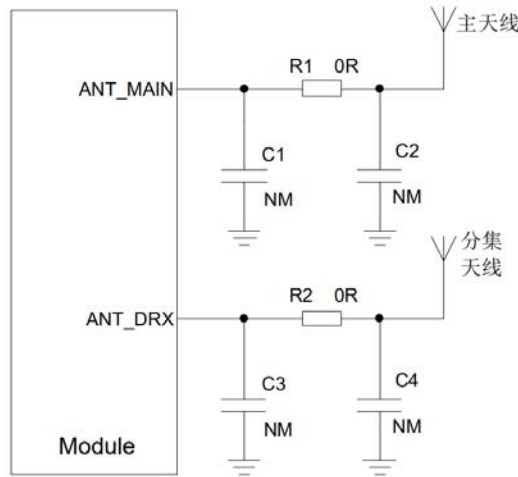 主天线
R1 0R
ANT_MAIN
C1
C2
NM
NM
分集
天线
R2 0R
ANT_DRX
C3
C4
NM
NM
Module